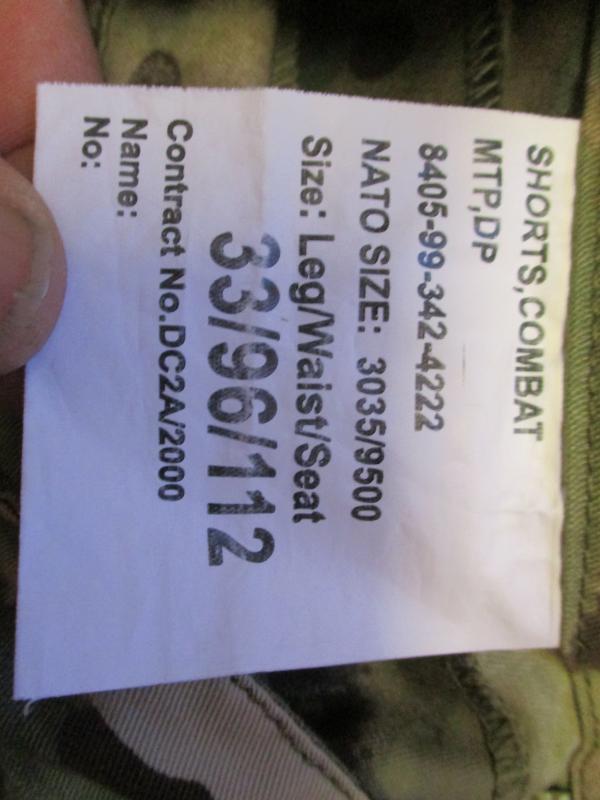 SHORTS,COMBAT
MTP,DP
8405-99-342-4222
NATO SIZE: 3035/9500
Size: Leg/Waist/Seat
33/96/112
Contract No.DC2A/2000
Name:
No: